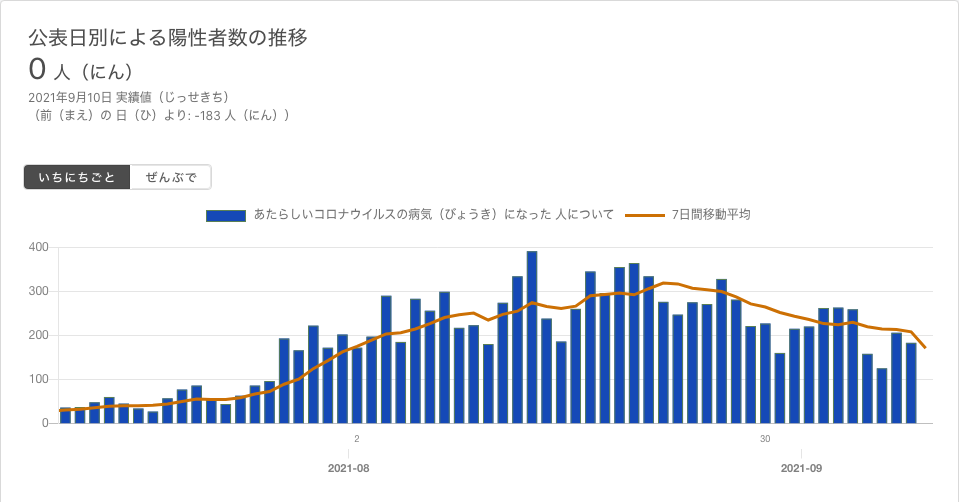 公表日別による陽性者数の推移
0 人（にん）
2021年9月10日 実績値（じっせきち）
（前（まえ）の 日（ひ）より: -183 人（にん））
いちにちごと ぜんぶで
あたらしいコロナウイルスの病気（びょうき）になった 人について 7日間移動平均
400
300
200
100
0
2 30
2021-08 2021-09